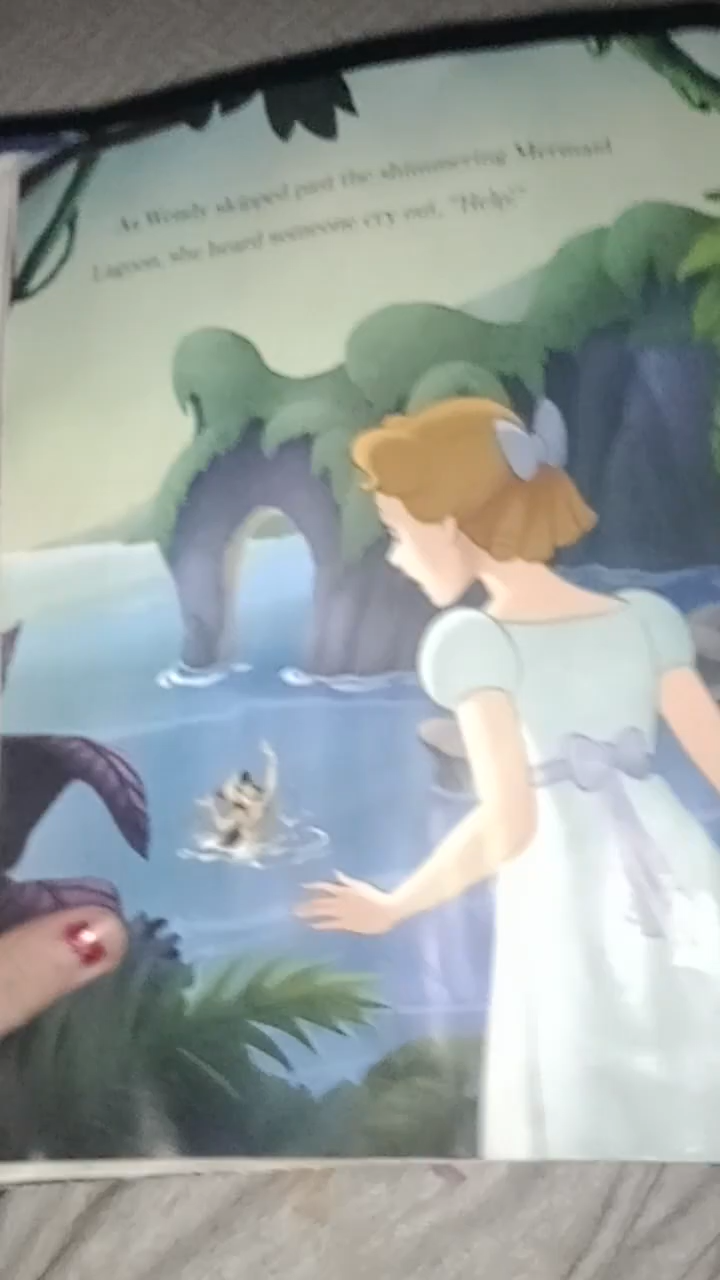 As Wendy skipped past the shimmering Mermaid
Lagoon, she heard someone cry out, "Help!"